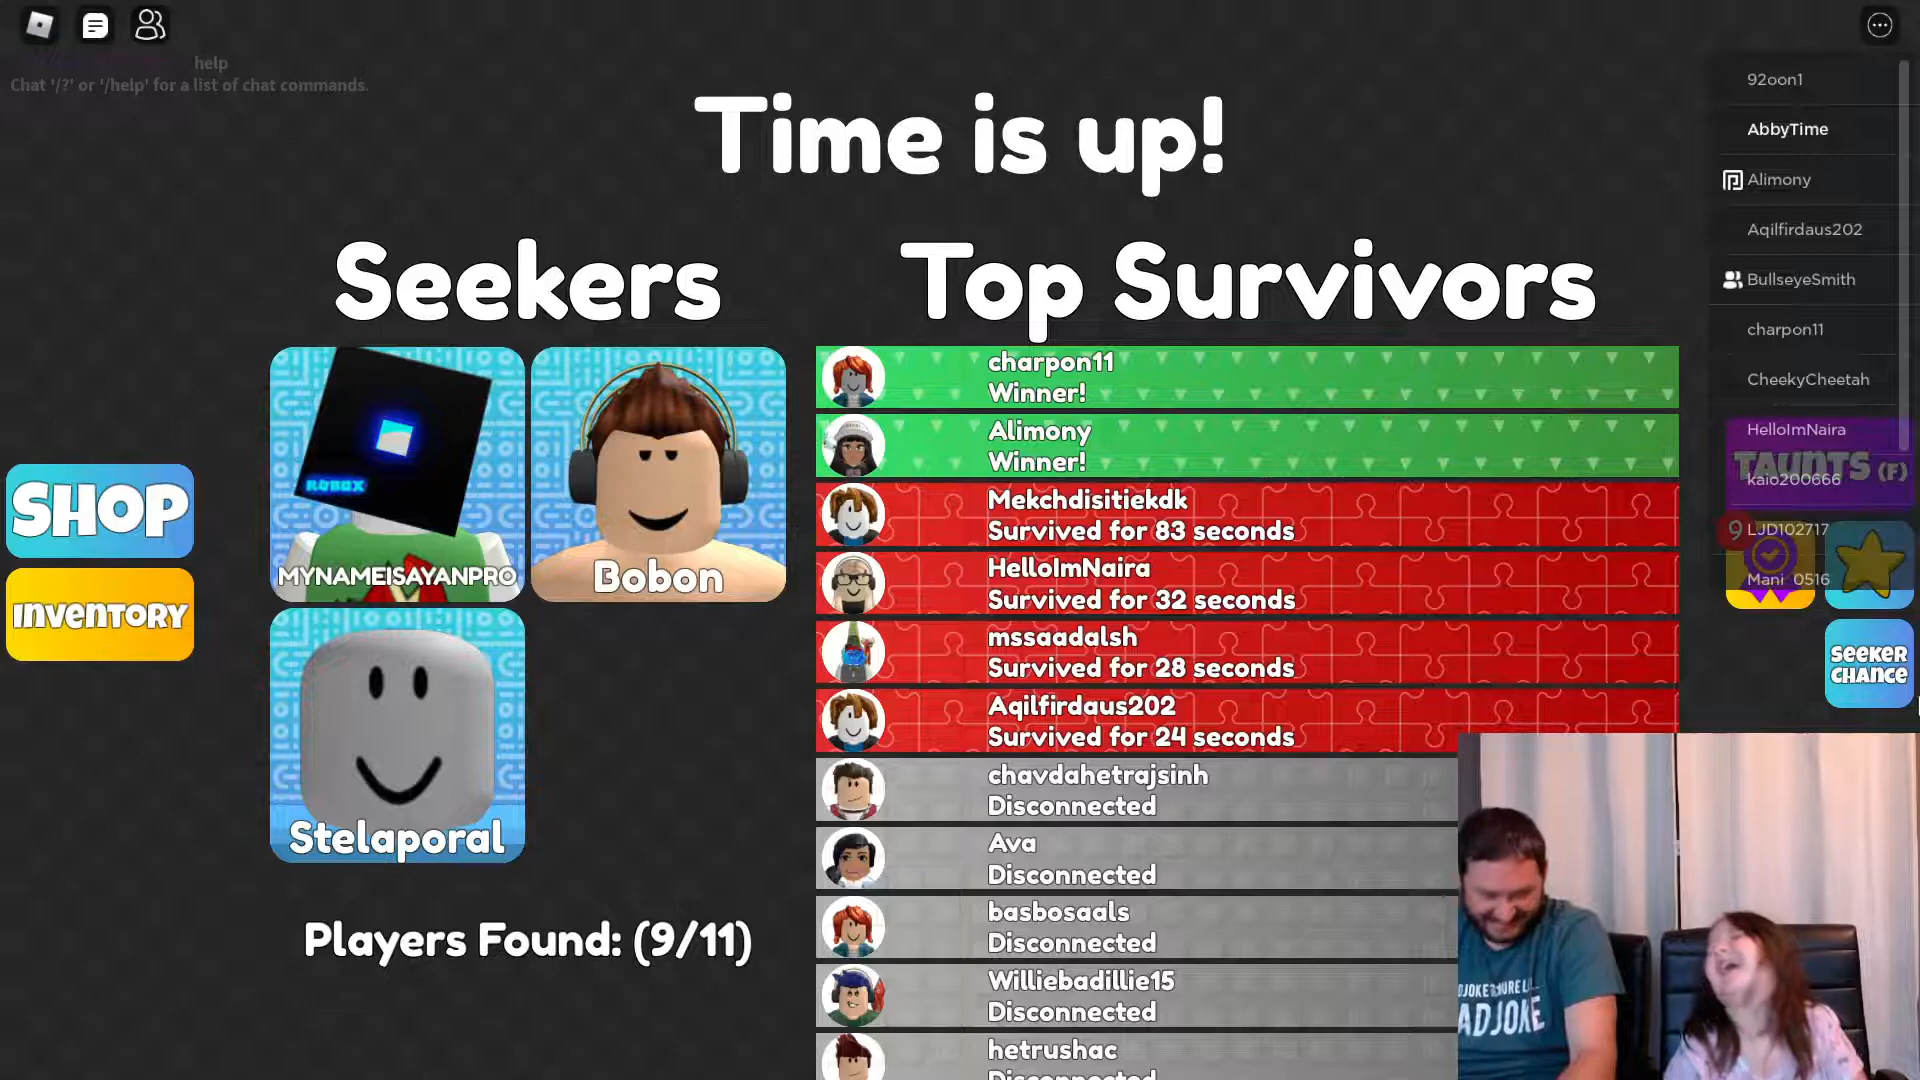 help
Chat '/?' or '/help' for a list of chat commands.
Time is up!
Seekers
Top Survivors
ROBOX
MYNAMEISAYANPRO
Bobon
Stelaporal
Players Found: (9/11)
charpon11
Winner!
Alimony
Winner!
Mekchdisitiekdk
Survived for 83 seconds
HelloImNaira
Survived for 32 seconds
mssaadalsh
Survived for 28 seconds
Aqilfirdaus202
Survived for 24 seconds
chavdahetrajsinh
Disconnected
Ava
Disconnected
basbosaals
Disconnected
Williebadillie15
Disconnected
hetrushac
Disconnected
SHOP
INVENTORY
92oon1
AbbyTime
Alimony
Aqilfirdaus202
BullseyeSmith
charpon11
CheekyCheetah
HelloImNaira
TAUNTS (F)
kaio200666
9
LJD102717
Mani_0516
SEEKER
CHANCE